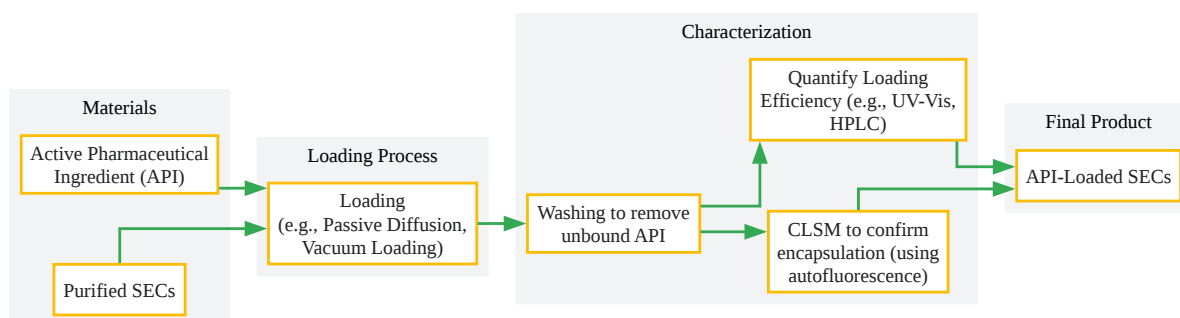 Materials
Active Pharmaceutical
Ingredient (API)
Purified SECs
Loading Process
Loading
(e.g., Passive Diffusion,
Vacuum Loading)
Characterization
Washing to remove
unbound API
Quantify Loading
Efficiency (e.g., UV-Vis,
HPLC)
CLSM to confirm
encapsulation (using
autofluorescence)
Final Product
API-Loaded SECs